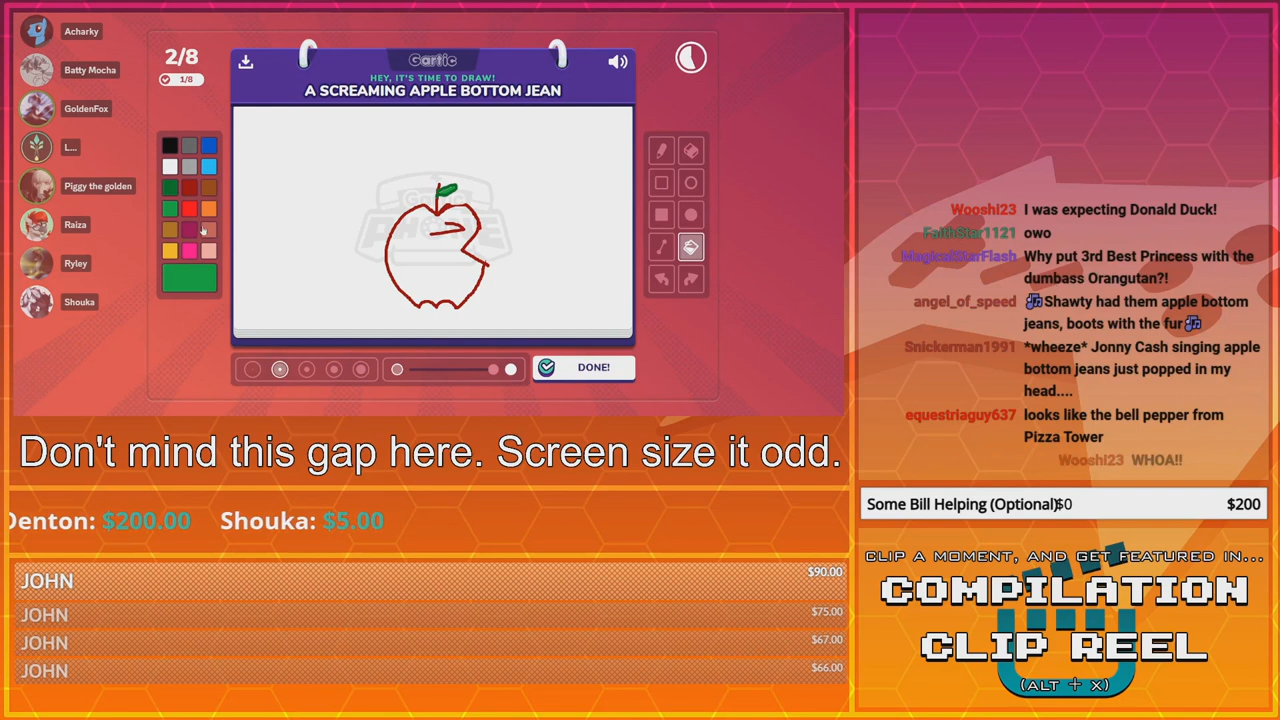 Acharky
Batty Mocha
GoldenFox
L...
Piggy the golden
Raiza
Ryley
Shouka
2/8
1/8
Gartic
HEY, IT'S TIME TO DRAW!
A SCREAMING APPLE BOTTOM JEAN
DONE!
Don't mind this gap here. Screen size it odd.
Denton: $200.00 Shouka: $5.00
JOHN $90.00
JOHN $75.00
JOHN $67.00
JOHN $66.00
Wooshi23 I was expecting Donald Duck!
FaithStar1121 owo
MagicalStarFlash Why put 3rd Best Princess with the
dumbass Orangutan?!
angel_of_speed 🎶Shawty had them apple bottom
jeans, boots with the fur🎶
Snickerman1991 *wheeze* Jonny Cash singing apple
bottom jeans just popped in my
head....
equestriaguy637 looks like the bell pepper from
Pizza Tower
Wooshi23 WHOA!!
Some Bill Helping (Optional) $0 $200
CLIP A MOMENT, AND GET FEATURED IN...
COMPILATION
CLIP REEL
(ALT + X)